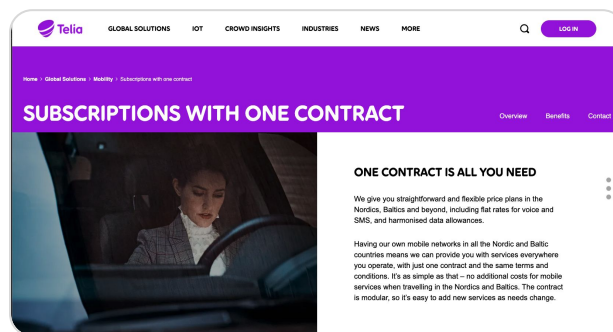 Telia
GLOBAL SOLUTIONS
IOT
CROWD INSIGHTS
INDUSTRIES
NEWS
MORE
LOG IN
Home > Global Solutions > Mobility > Subscriptions with one contract
SUBSCRIPTIONS WITH ONE CONTRACT
Overview
Benefits
Contact
ONE CONTRACT IS ALL YOU NEED
We give you straightforward and flexible price plans in the
Nordics, Baltics and beyond, including flat rates for voice and
SMS, and harmonised data allowances.
Having our own mobile networks in all the Nordic and Baltic
countries means we can provide you with services everywhere
you operate, with just one contract and the same terms and
conditions. It's as simple as that – no additional costs for mobile
services when travelling in the Nordics and Baltics. The contract
is modular, so it's easy to add new services as needs change.